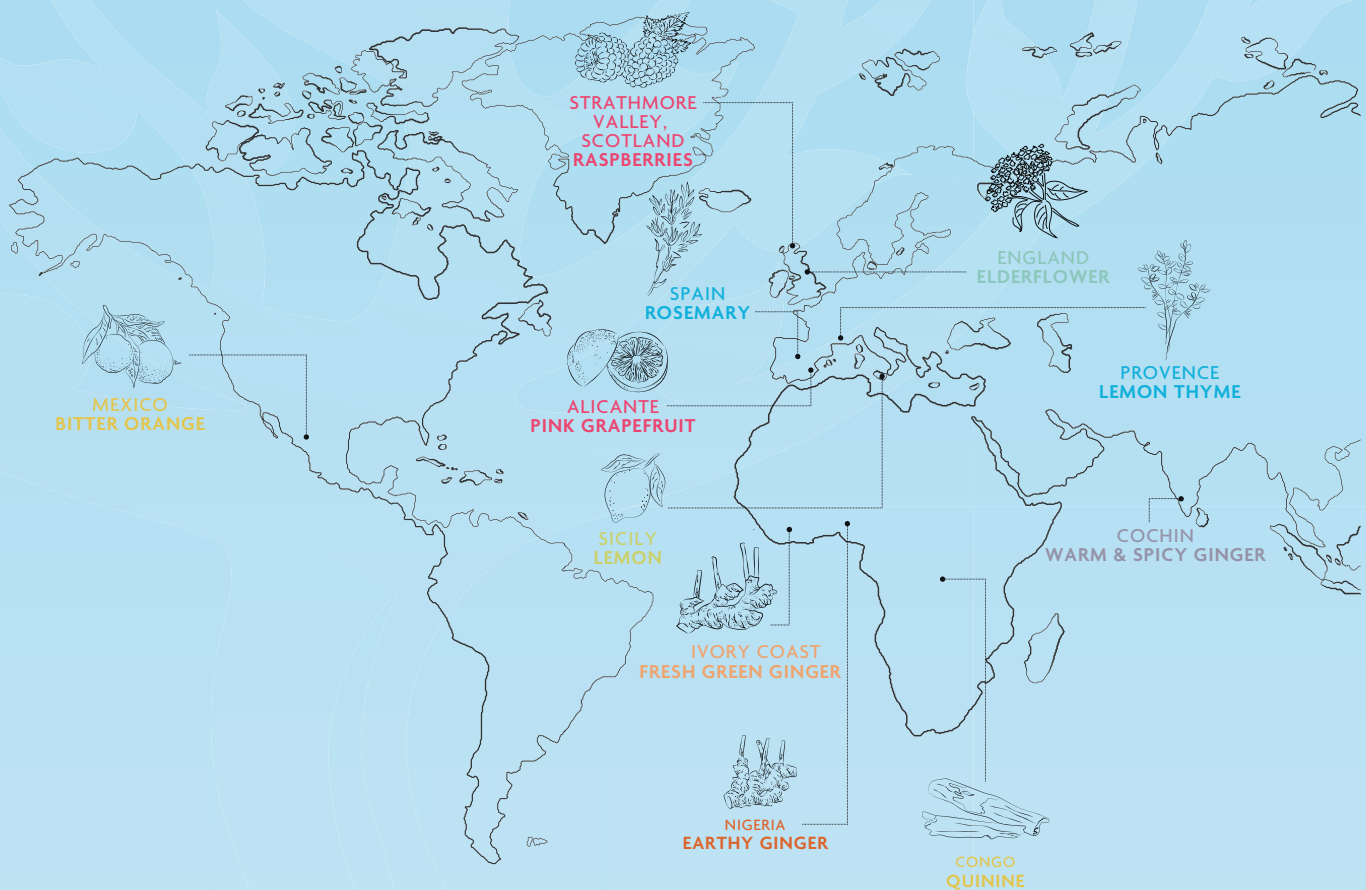 STRATHMORE
VALLEY,
SCOTLAND
RASPBERRIES
ENGLAND
ELDERFLOWER
SPAIN
ROSEMARY
PROVENCE
LEMON THYME
MEXICO
BITTER ORANGE
ALICANTE
PINK GRAPEFRUIT
SICILY
LEMON
COCHIN
WARM & SPICY GINGER
IVORY COAST
FRESH GREEN GINGER
NIGERIA
EARTHY GINGER
CONGO
QUININE